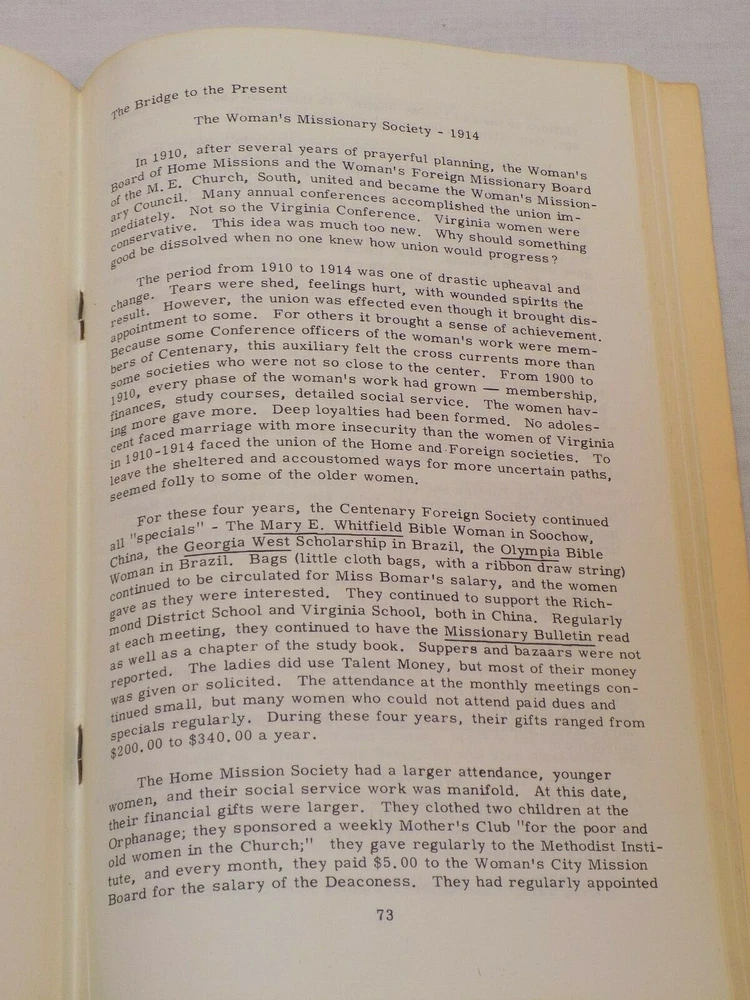 The Bridge to the Present
The Woman's Missionary Society - 1914
In 1910, after several years of prayerful planning, the Woman's
Board of Home Missions and the Woman's Foreign Missionary Board
of the M. E. Church, South, united and became the Woman's Mission-
ary Council. Many annual conferences accomplished the union im-
mediately. Not so the Virginia Conference. Virginia women were
conservative. This idea was much too new. Why should something
good be dissolved when no one knew how union would progress?
The period from 1910 to 1914 was one of drastic upheaval and
change. Tears were shed, feelings hurt, with wounded spirits the
result. However, the union was effected even though it brought dis-
appointment to some. For others it brought a sense of achievement.
Because some Conference officers of the woman's work were mem-
bers of Centenary, this auxiliary felt the cross currents more than
some societies who were not so close to the center. From 1900 to
1910, every phase of the woman's work had grown — membership,
finances, study courses, detailed social service. The women hav-
ing more gave more. Deep loyalties had been formed. No adoles-
cent faced marriage with more insecurity than the women of Virginia
in 1910-1914 faced the union of the Home and Foreign societies. To
leave the sheltered and accoustomed ways for more uncertain paths,
seemed folly to some of the older women.
For these four years, the Centenary Foreign Society continued
all "specials" - The Mary E. Whitfield Bible Woman in Soochow,
China, the Georgia West Scholarship in Brazil, the Olympia Bible
Woman in Brazil. Bags (little cloth bags, with a ribbon draw string)
continued to be circulated for Miss Bomar's salary, and the women
gave as they were interested. They continued to support the Rich-
mond District School and Virginia School, both in China. Regularly
at each meeting, they continued to have the Missionary Bulletin read
as well as a chapter of the study book. Suppers and bazaars were not
reported. The ladies did use Talent Money, but most of their money
was given or solicited. The attendance at the monthly meetings con-
tinued small, but many women who could not attend paid dues and
specials regularly. During these four years, their gifts ranged from
$200.00 to $340.00 a year.
The Home Mission Society had a larger attendance, younger
women, and their social service work was manifold. At this date,
their financial gifts were larger. They clothed two children at the
Orphanage; they sponsored a weekly Mother's Club "for the poor and
old women in the Church;" they gave regularly to the Methodist Insti-
tute, and every month, they paid $5.00 to the Woman's City Mission
Board for the salary of the Deaconess. They had regularly appointed
73